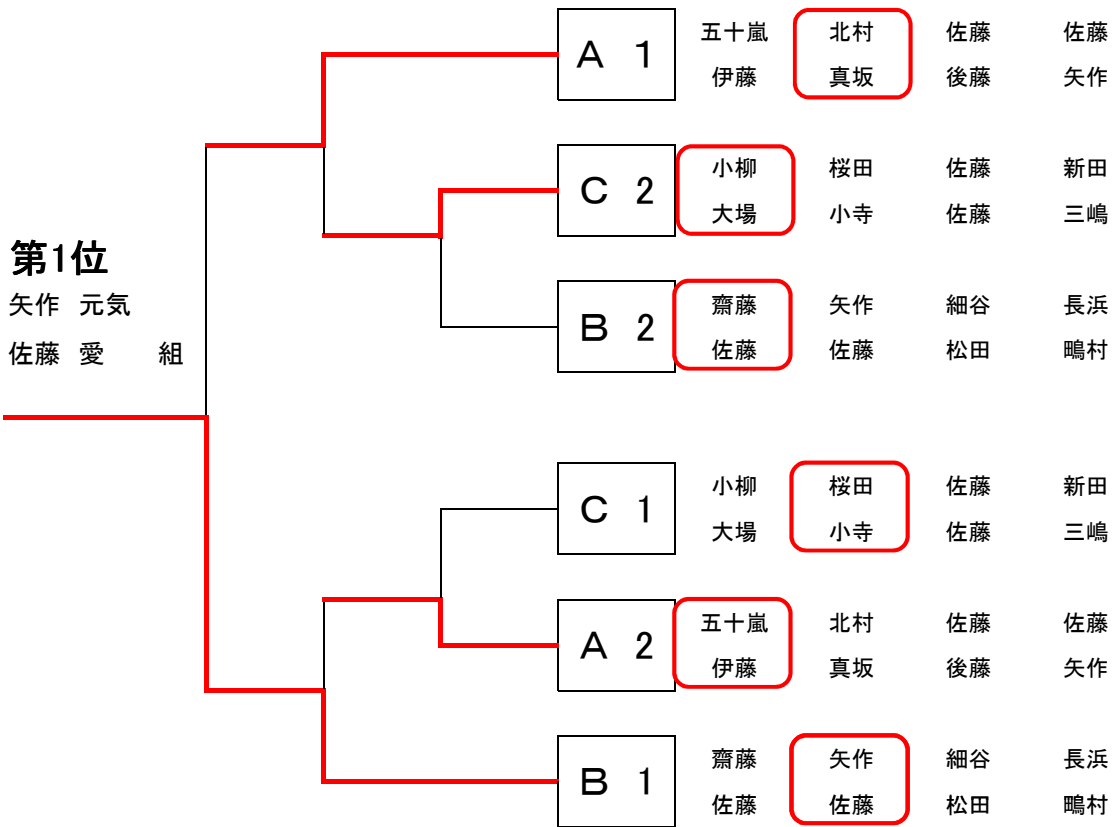 A 1 五十嵐 北村 佐藤 佐藤
伊藤 真坂 後藤 矢作
C 2 小柳 桜田 佐藤 新田
大場 小寺 佐藤 三嶋
第1位
矢作 元気
佐藤 愛 組
B 2 齋藤 矢作 細谷 長浜
佐藤 佐藤 松田 鴫村
C 1 小柳 桜田 佐藤 新田
大場 小寺 佐藤 三嶋
A 2 五十嵐 北村 佐藤 佐藤
伊藤 真坂 後藤 矢作
B 1 齋藤 矢作 細谷 長浜
佐藤 佐藤 松田 鴫村